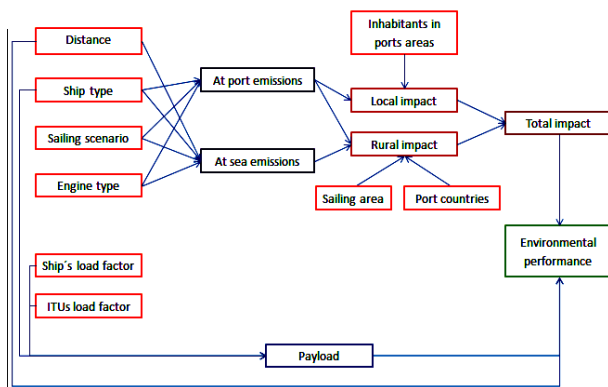 Inhabitants in
ports areas
Distance
At port emissions
Ship type
Local impact
Total impact
Sailing scenario
Rural impact
At sea emissions
Engine type
Sailing area
Port countries
Environmental
performance
Ship´s load factor
ITUs load factor
Payload